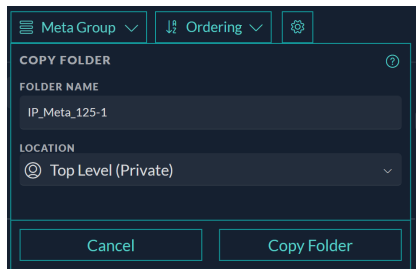 Meta Group
Ordering
COPY FOLDER
FOLDER NAME
IP_Meta_125-1
LOCATION
Top Level (Private)
Cancel
Copy Folder